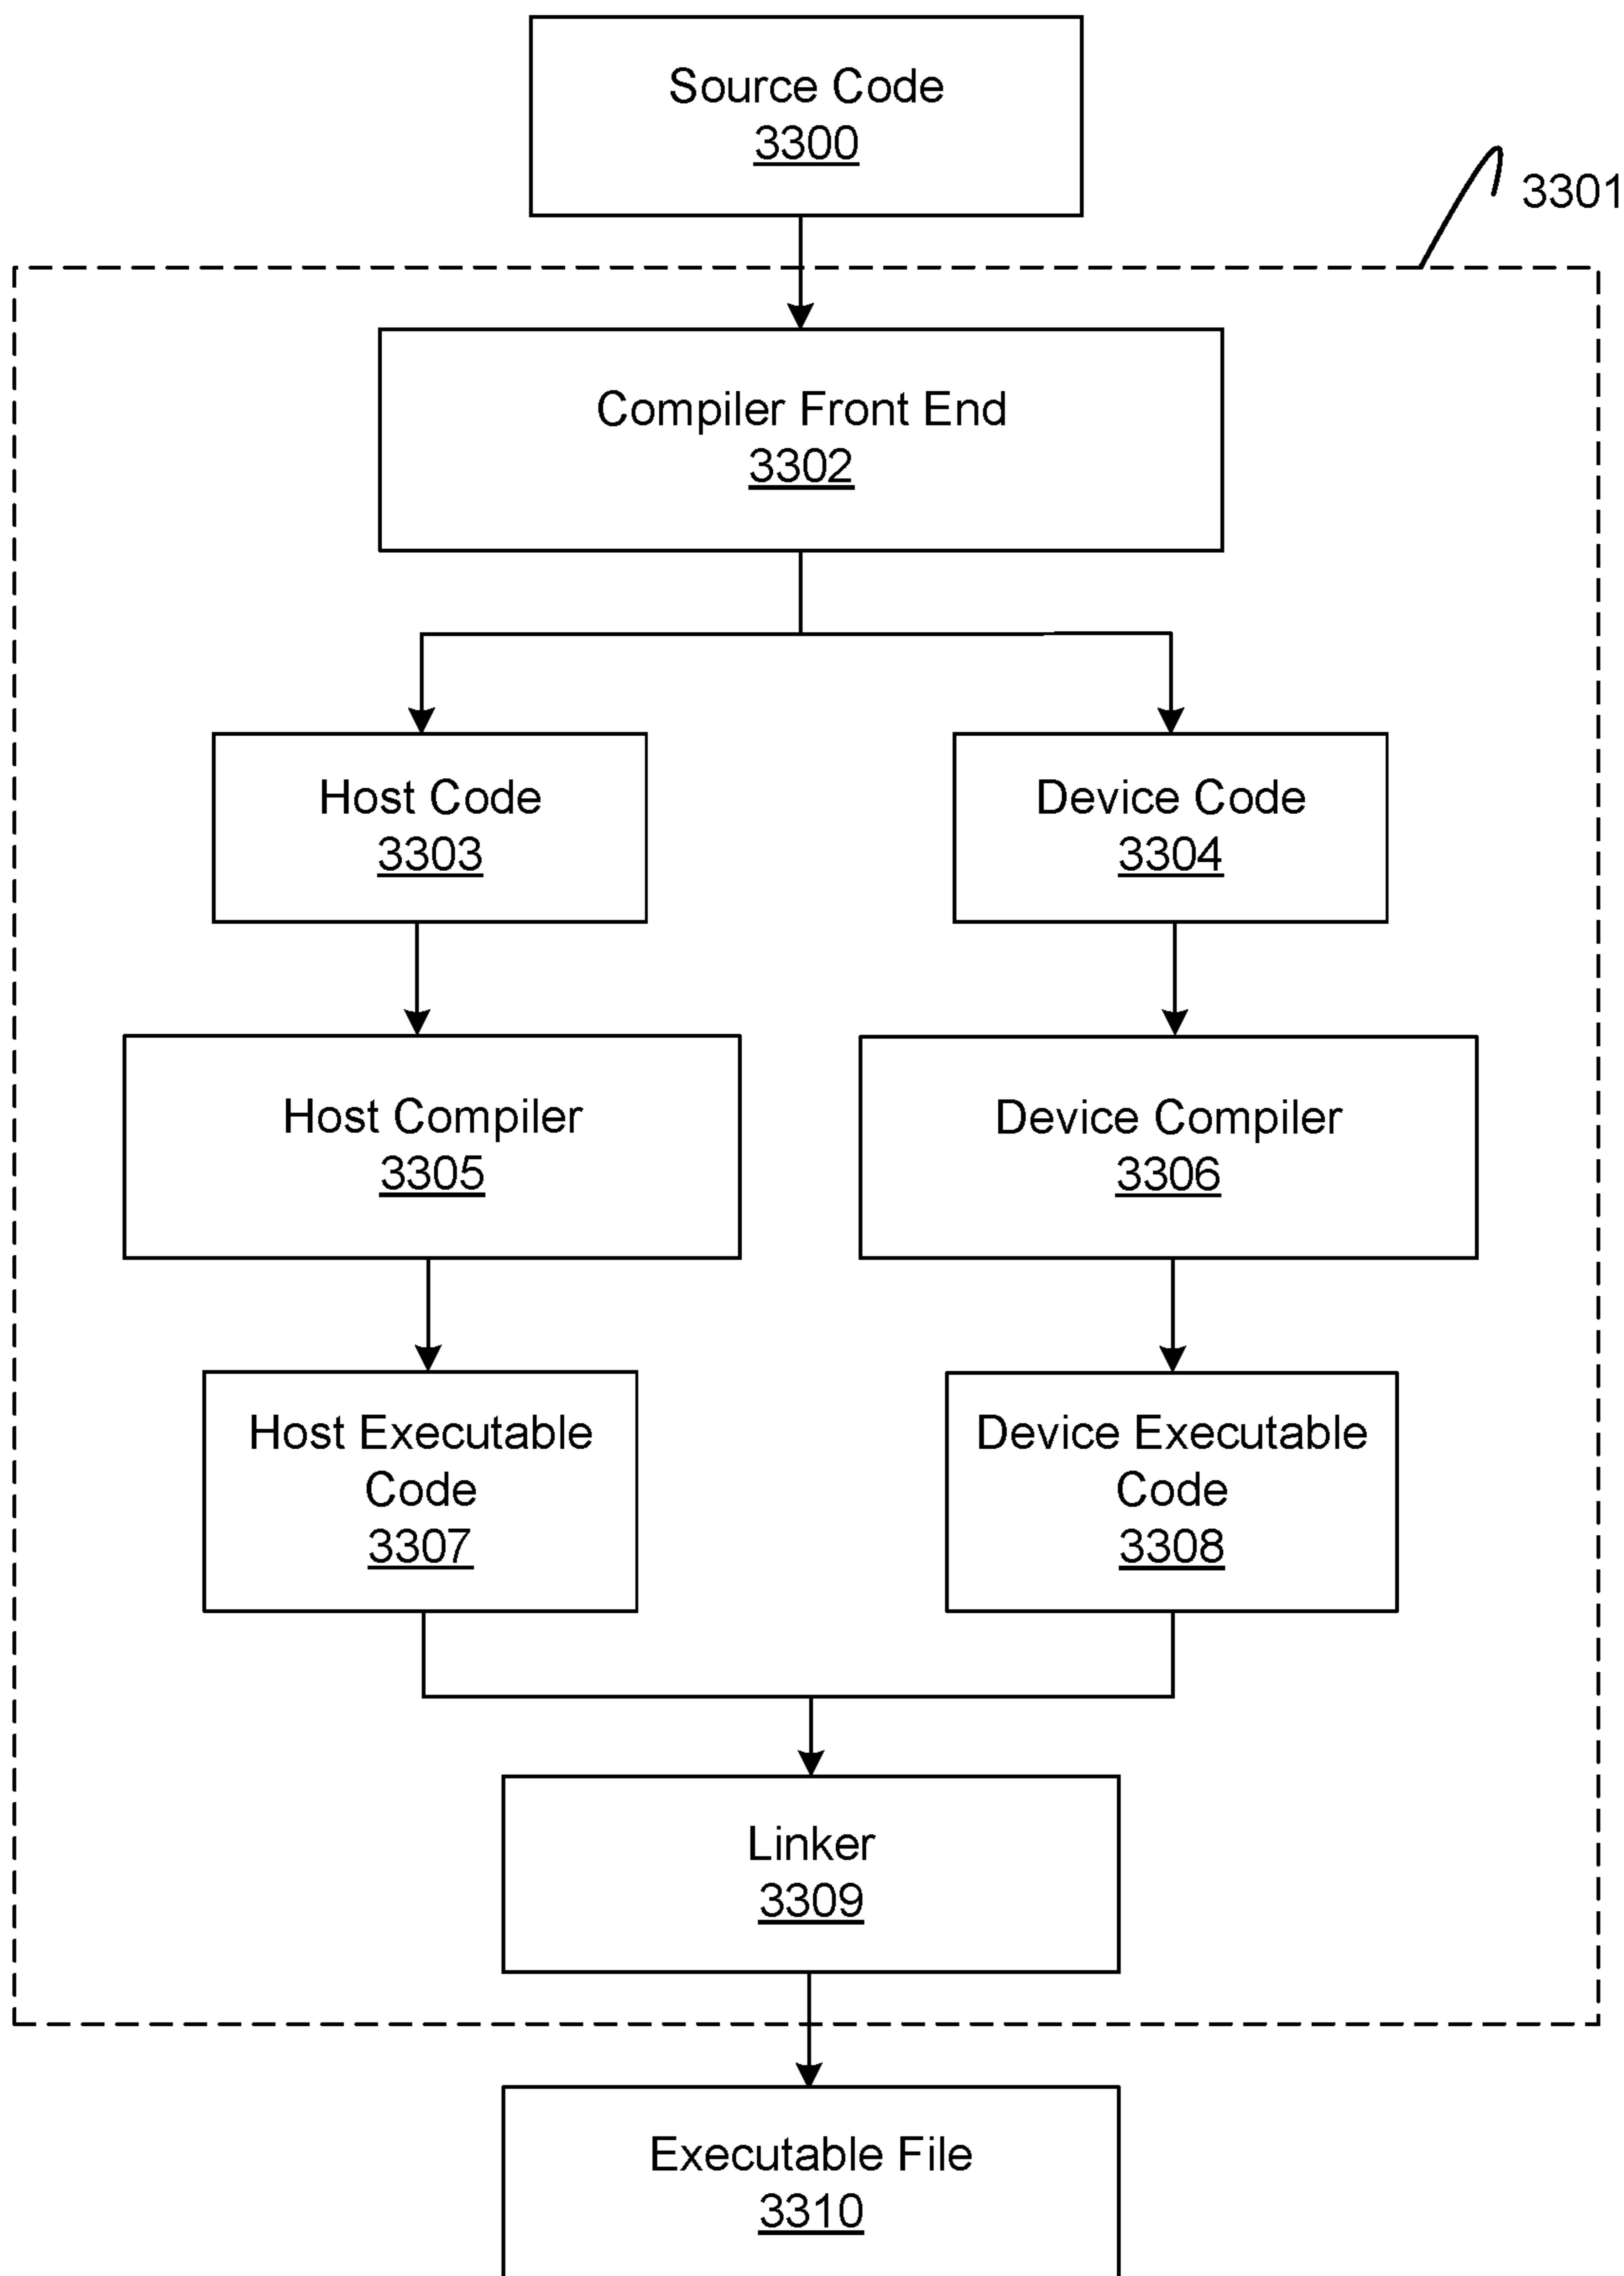 Source Code
3300
3301
Compiler Front End
3302
Host Code
3303
Device Code
3304
Host Compiler
3305
Device Compiler
3306
Host Executable
Code
3307
Device Executable
Code
3308
Linker
3309
Executable File
3310